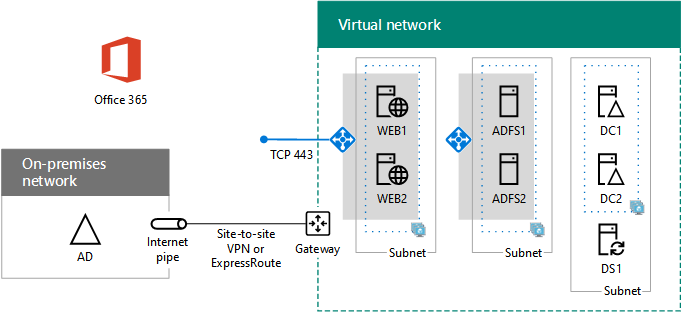 Virtual network
Office 365
TCP 443
WEB1
WEB2
Subnet
ADFS1
ADFS2
Subnet
DC1
DC2
DS1
Subnet
On-premises
network
AD
Internet
pipe
Site-to-site
VPN or
ExpressRoute
Gateway